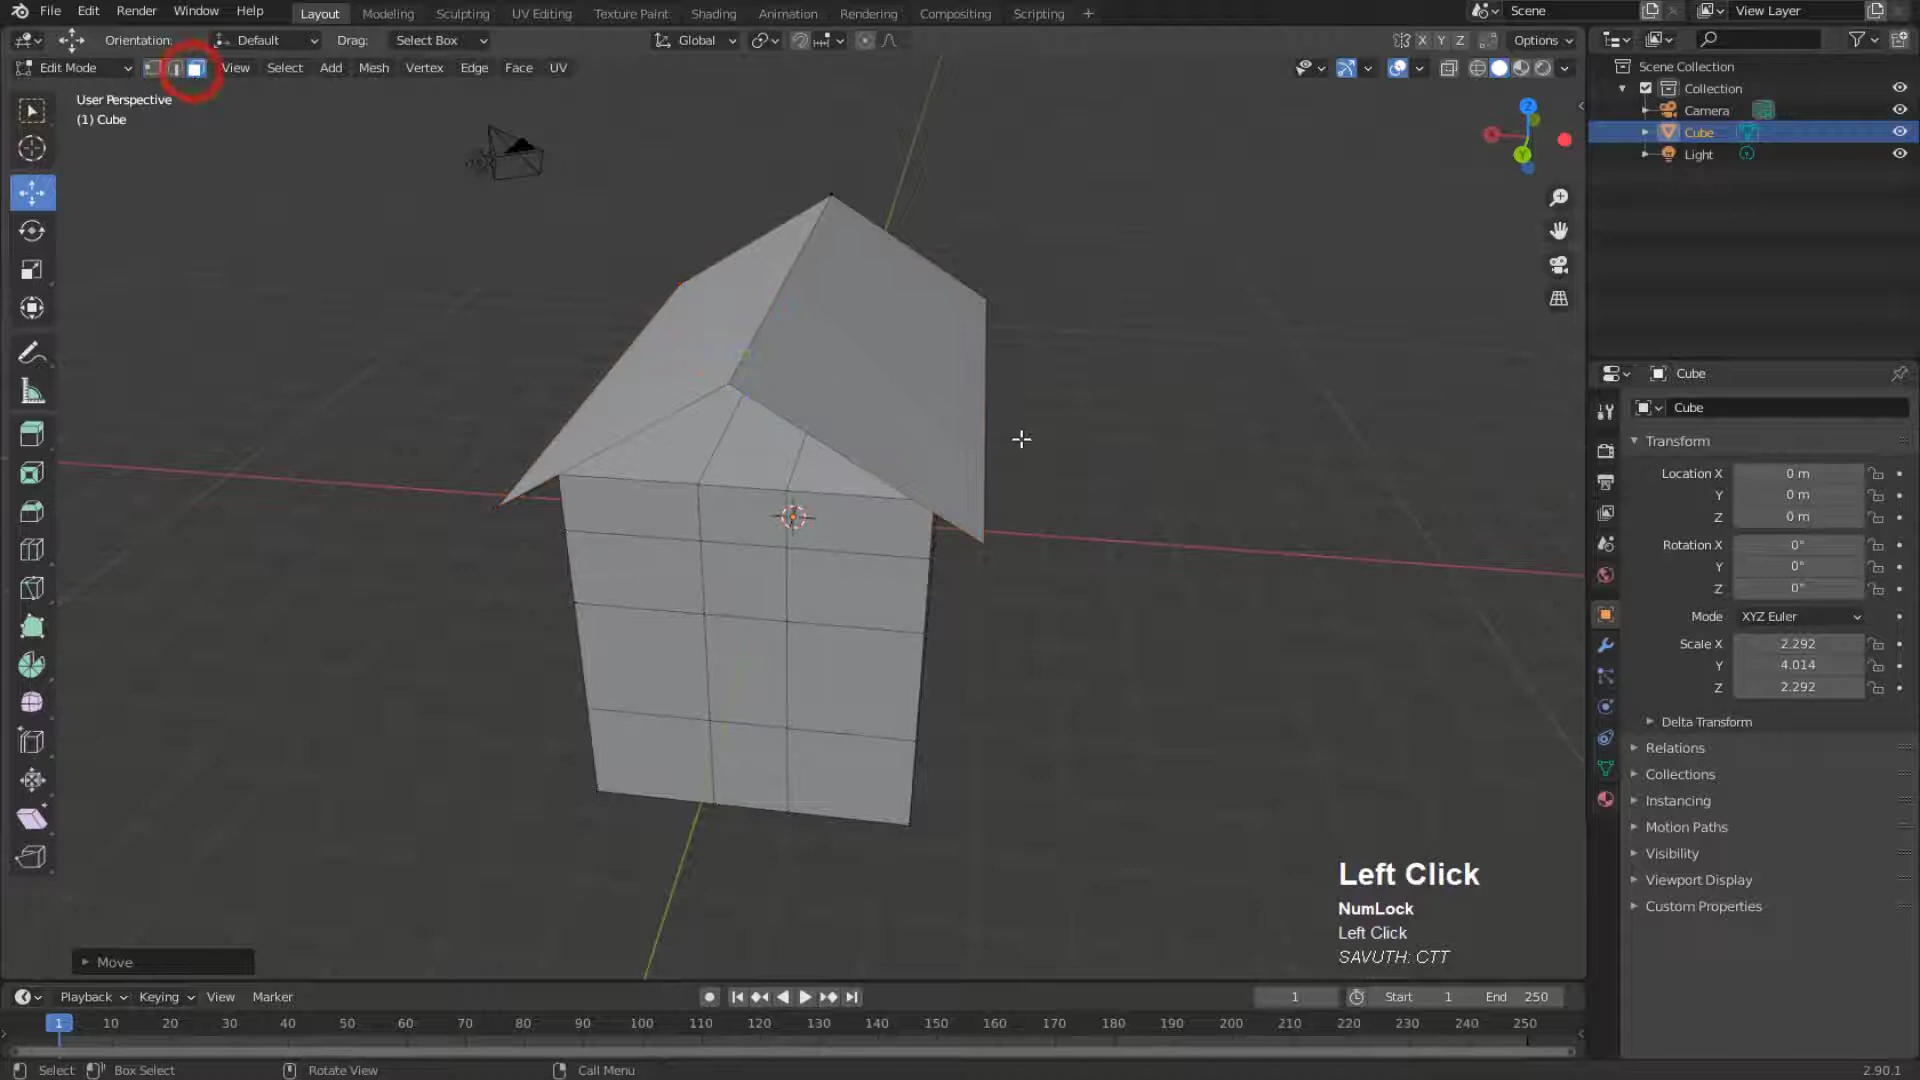 File Edit Render Window Help Layout Modeling Sculpting UV Editing Texture Paint Shading Animation Rendering Compositing Scripting + Scene View Layer
Orientation: Default Drag: Select Box Global X Y Z Options
Edit Mode View Select Add Mesh Vertex Edge Face UV
User Perspective
(1) Cube
Z
Y
Scene Collection
Collection
Camera
Cube
Light
Cube
Cube
Transform
Location X 0 m
Y 0 m
Z 0 m
Rotation X 0°
Y 0°
Z 0°
Mode XYZ Euler
Scale X 2.292
Y 4.014
Z 2.292
Delta Transform
Relations
Collections
Instancing
Motion Paths
Visibility
Viewport Display
Custom Properties
Left Click
NumLock
Left Click
SAVUTH: CTT
Move
Playback Keying View Marker 1 Start 1 End 250
1 10 20 30 40 50 60 70 80 90 100 110 120 130 140 150 160 170 180 190 200 210 220 230 240 250
Select Box Select Rotate View Call Menu 2.90.1